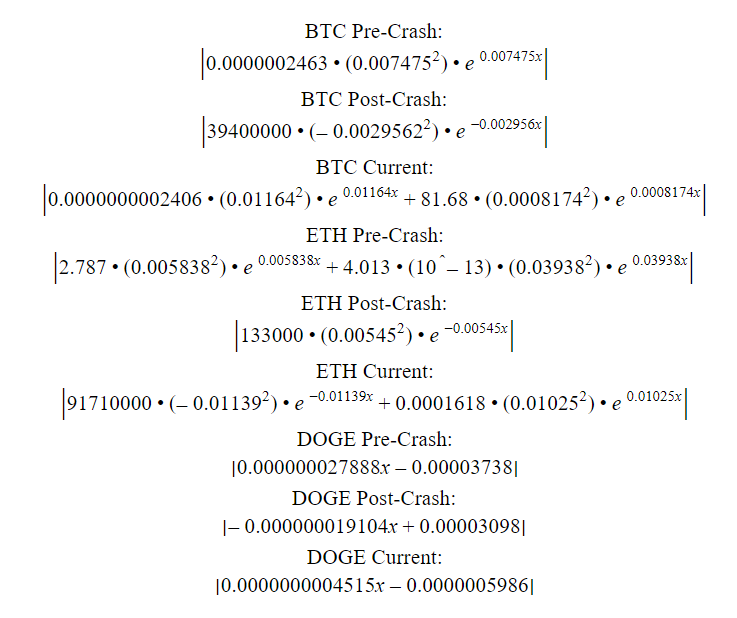 BTC Pre-Crash:
|0.0000002463 • (0.007475²) • e^0.007475x|
BTC Post-Crash:
|39400000 • (– 0.002956²) • e^−0.002956x|
BTC Current:
|0.0000000002406 • (0.01164²) • e^0.01164x + 81.68 • (0.0008174²) • e^0.0008174x|
ETH Pre-Crash:
|2.787 • (0.005838²) • e^0.005838x + 4.013 • (10^– 13) • (0.03938²) • e^0.03938x|
ETH Post-Crash:
|133000 • (0.00545²) • e^−0.00545x|
ETH Current:
|91710000 • (– 0.01139²) • e^−0.01139x + 0.0001618 • (0.01025²) • e^0.01025x|
DOGE Pre-Crash:
|0.000000027888x – 0.00003738|
DOGE Post-Crash:
|– 0.000000019104x + 0.00003098|
DOGE Current:
|0.0000000004515x – 0.0000005986|